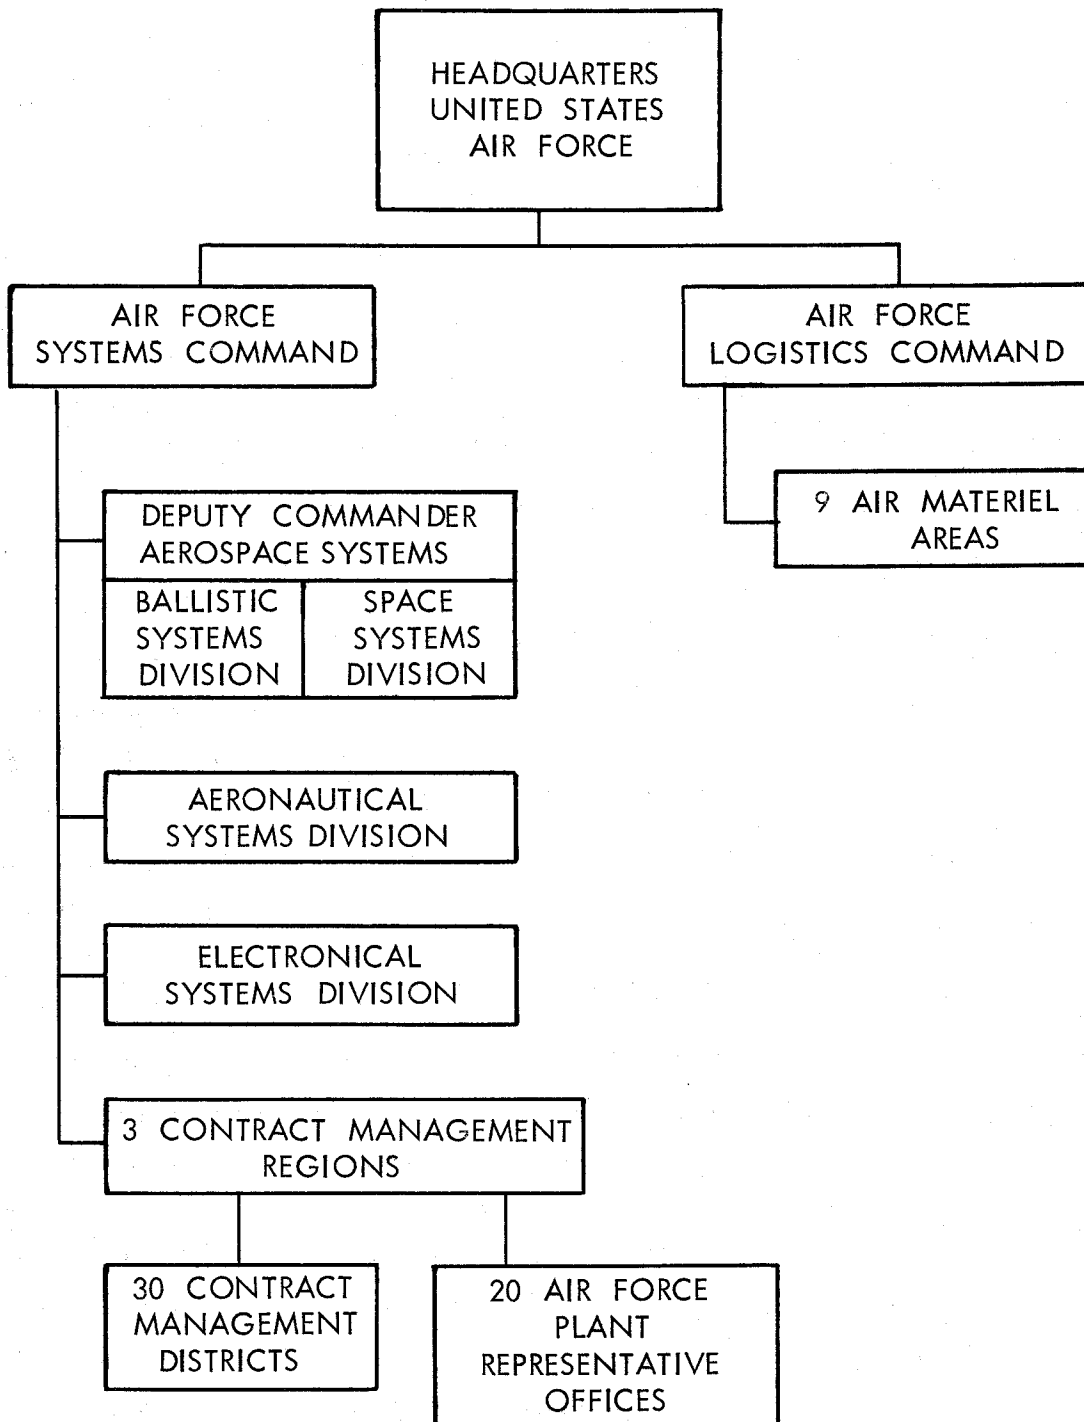 HEADQUARTERS
UNITED STATES
AIR FORCE
AIR FORCE
SYSTEMS COMMAND
AIR FORCE
LOGISTICS COMMAND
DEPUTY COMMANDER
AEROSPACE SYSTEMS
BALLISTIC
SYSTEMS
DIVISION
SPACE
SYSTEMS
DIVISION
9 AIR MATERIEL
AREAS
AERONAUTICAL
SYSTEMS DIVISION
ELECTRONICAL
SYSTEMS DIVISION
3 CONTRACT MANAGEMENT
REGIONS
30 CONTRACT
MANAGEMENT
DISTRICTS
20 AIR FORCE
PLANT
REPRESENTATIVE
OFFICES